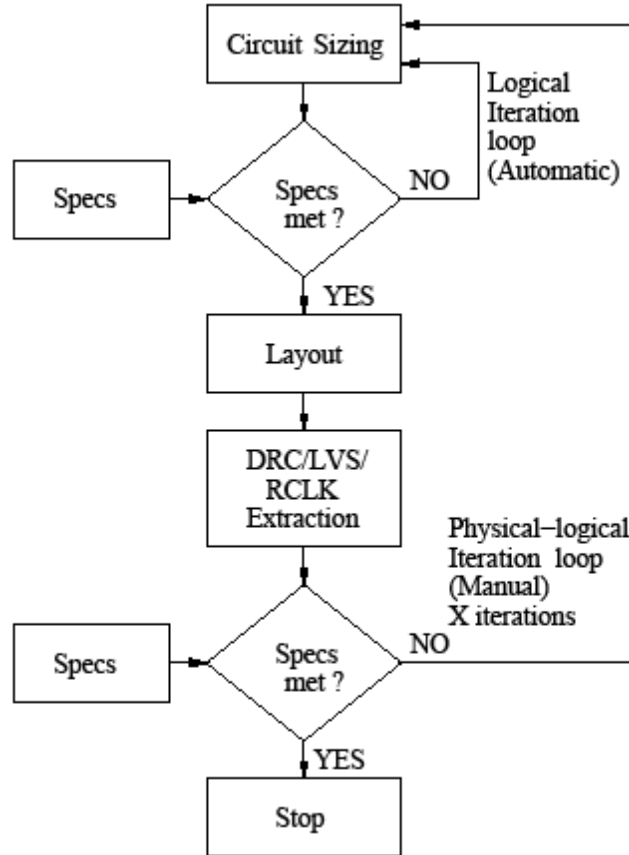 Circuit Sizing
Logical
Iteration
loop
(Automatic)
Specs
Specs
met ?
NO
YES
Layout
DRC/LVS/
RCLK
Extraction
Physical-logical
Iteration loop
(Manual)
X iterations
Specs
Specs
met ?
NO
YES
Stop